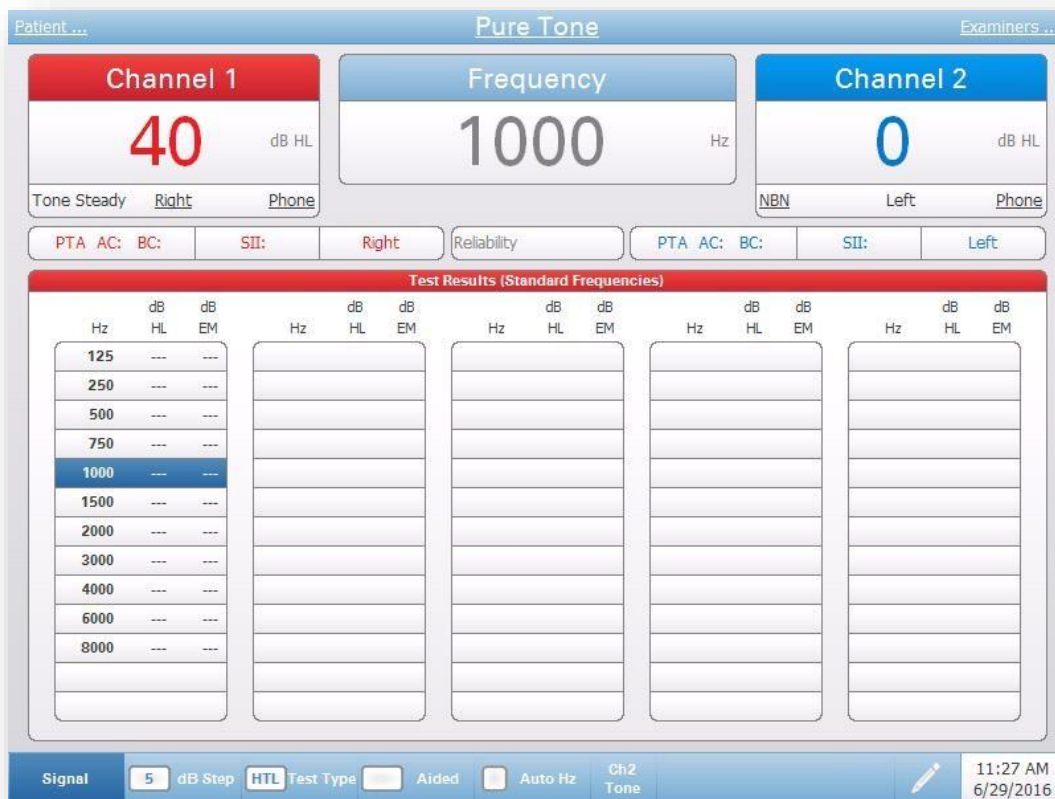 Patient ... Pure Tone Examiners ..
Channel 1 Frequency Channel 2
40 dB HL 1000 Hz 0 dB HL
Tone Steady Right Phone NBN Left Phone
PTA AC: BC: SII: Right Reliability PTA AC: BC: SII: Left
Test Results (Standard Frequencies)
dB dB dB dB dB dB dB dB dB dB
Hz HL EM Hz HL EM Hz HL EM Hz HL EM Hz HL EM
125 --- ---
250 --- ---
500 --- ---
750 --- ---
1000 --- ---
1500 --- ---
2000 --- ---
3000 --- ---
4000 --- ---
6000 --- ---
8000 --- ---
Signal 5 dB Step HTL Test Type Aided Auto Hz Ch2 Tone 11:27 AM
6/29/2016